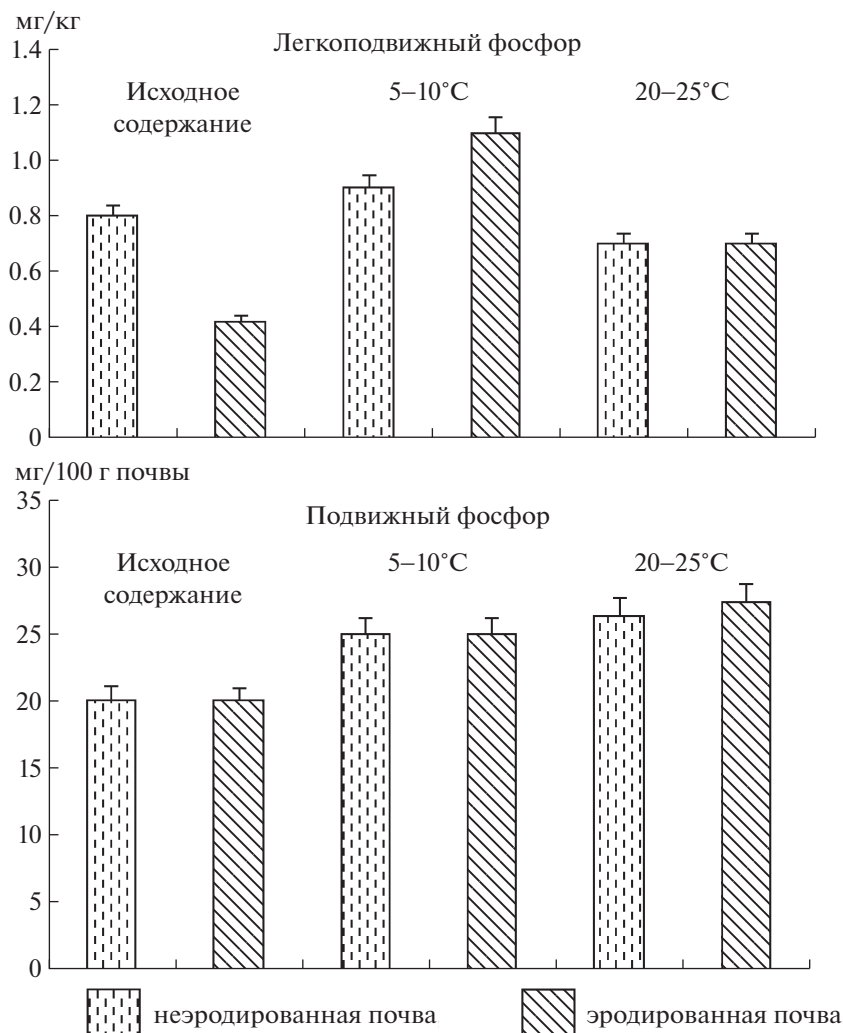 мг/кг
Легкоподвижный фосфор
1.4
1.2
1.0
0.8
0.6
0.4
0.2
0
Исходное
содержание
5–10°C
20–25°C
мг/100 г почвы
Подвижный фосфор
35
30
25
20
15
10
5
0
Исходное
содержание
5–10°C
20–25°C
неэродированная почва
эродированная почва